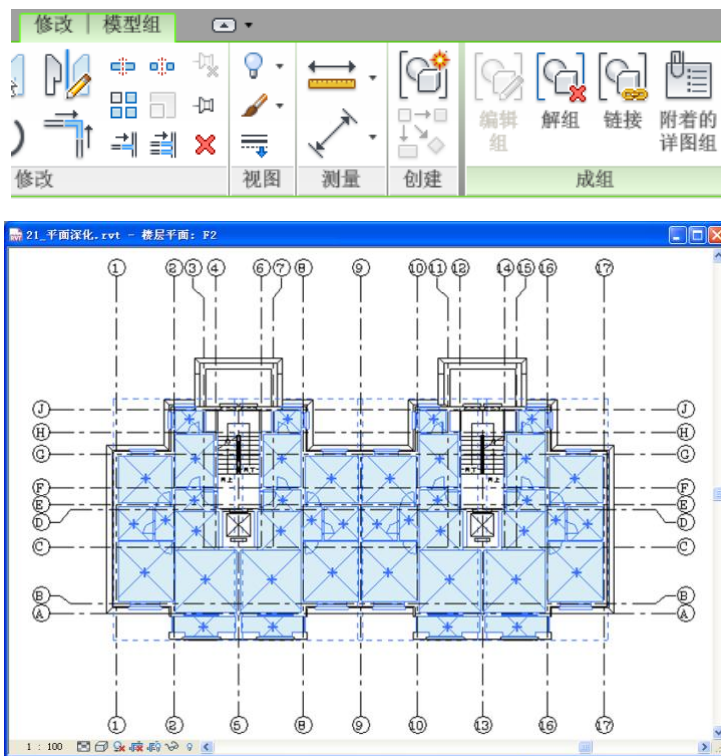 修改 | 模型组
编辑组 解组 链接 附着的详图组
修改 视图 测量 创建 成组
21_平面深化.rvt - 楼层平面: F2
1 2 3 4 6 7 8 9 10 11 12 14 15 16 17
J J
H H
G G
F F
E E
D D
C C
B B
A A
1 2 5 8 9 10 13 16 17
1 : 100